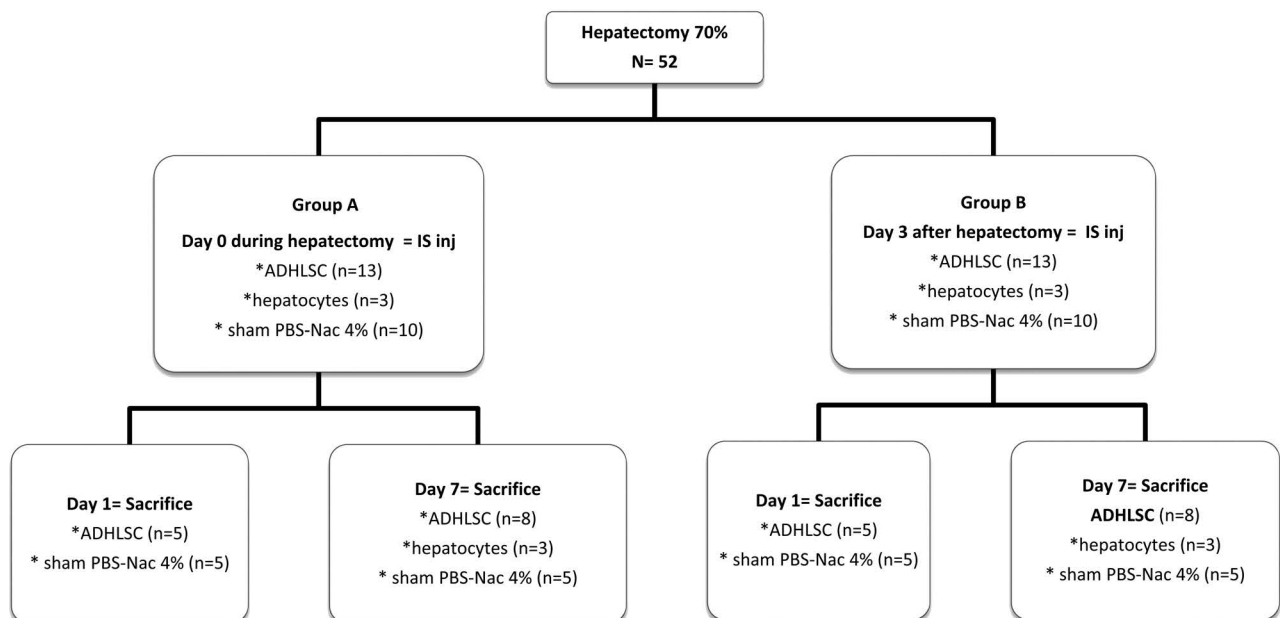 Hepatectomy 70%
N= 52
Group A
Day 0 during hepatectomy = IS inj
*ADHLSC (n=13)
*hepatocytes (n=3)
* sham PBS-Nac 4% (n=10)
Group B
Day 3 after hepatectomy = IS inj
*ADHLSC (n=13)
*hepatocytes (n=3)
* sham PBS-Nac 4% (n=10)
Day 1= Sacrifice
*ADHLSC (n=5)
* sham PBS-Nac 4% (n=5)
Day 7= Sacrifice
*ADHLSC (n=8)
*hepatocytes (n=3)
* sham PBS-Nac 4% (n=5)
Day 1= Sacrifice
*ADHLSC (n=5)
* sham PBS-Nac 4% (n=5)
Day 7= Sacrifice
ADHLSC (n=8)
*hepatocytes (n=3)
* sham PBS-Nac 4% (n=5)